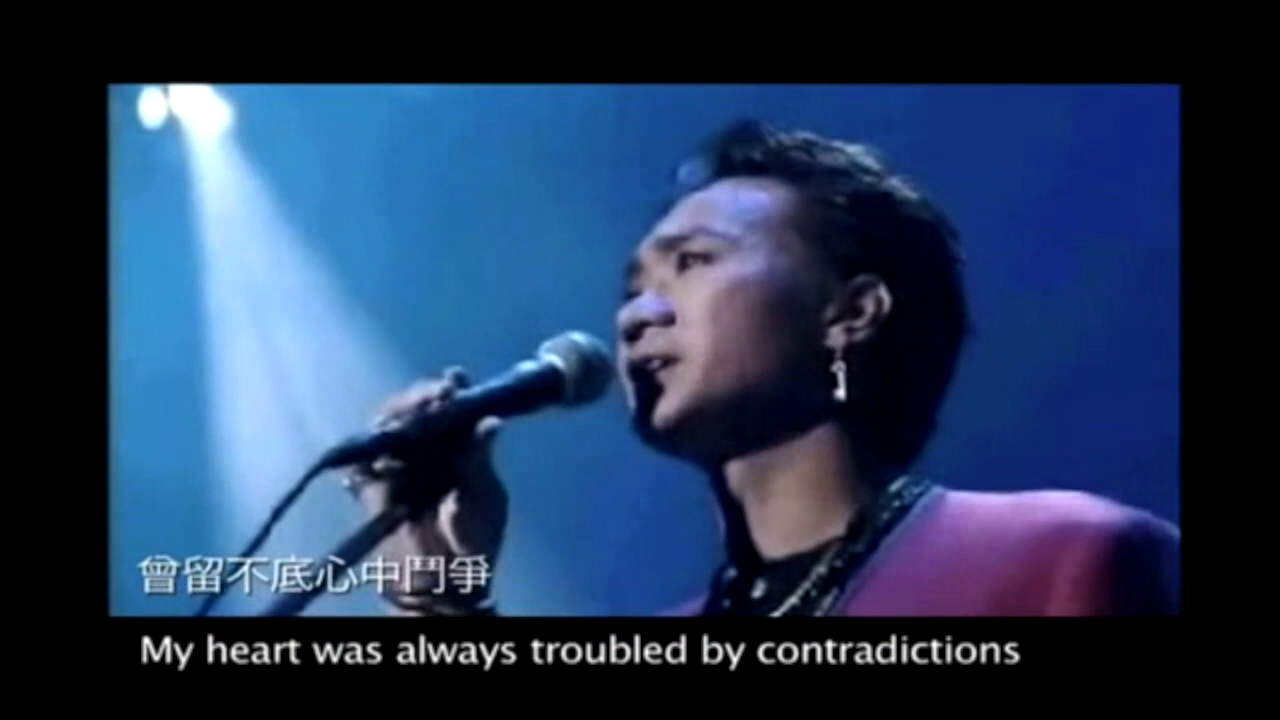 曾留不底心中鬥爭
My heart was always troubled by contradictions